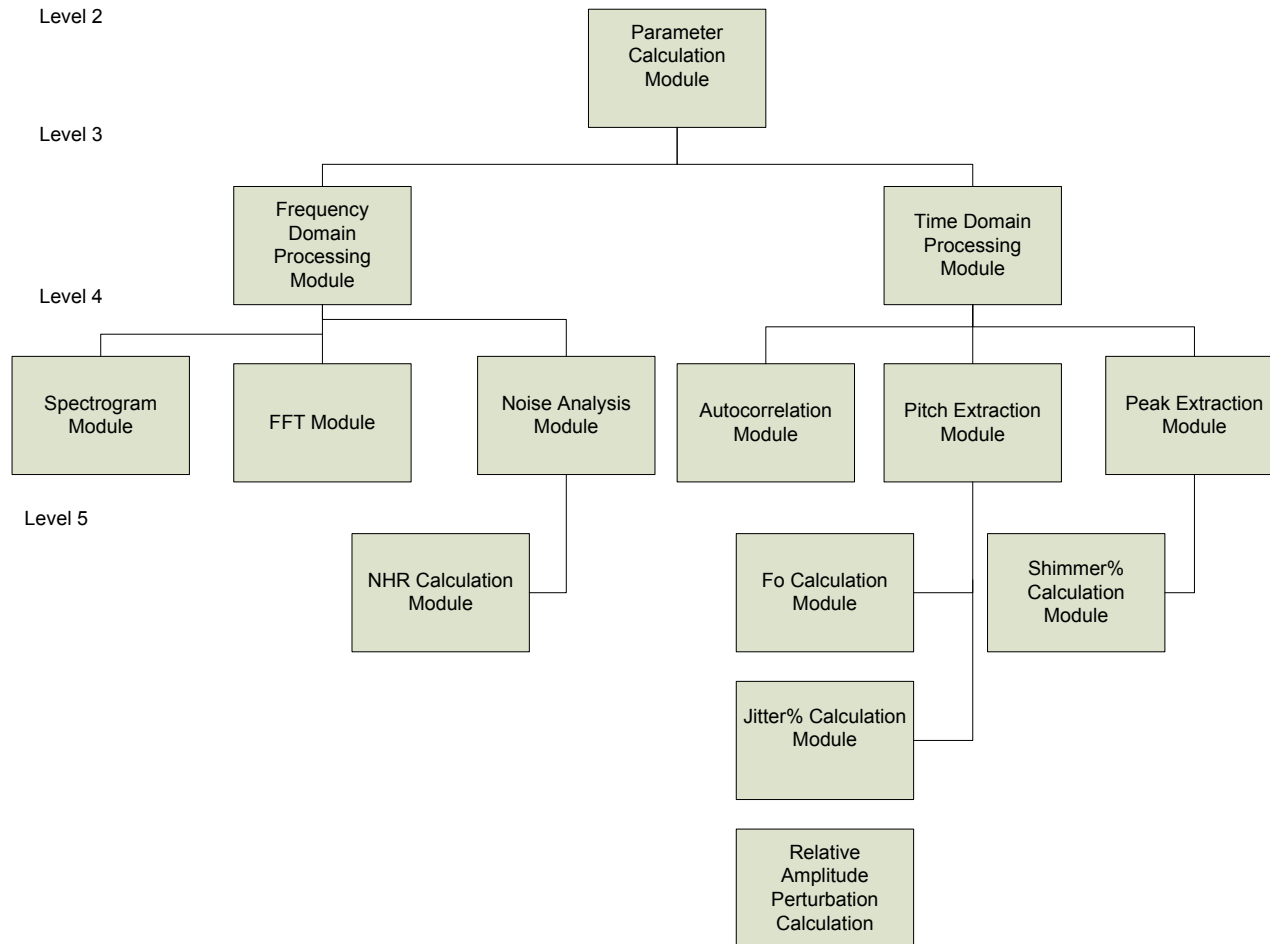 Level 2
Parameter
Calculation
Module
Level 3
Frequency
Domain
Processing
Module
Time Domain
Processing
Module
Level 4
Spectrogram
Module
FFT Module
Noise Analysis
Module
Autocorrelation
Module
Pitch Extraction
Module
Peak Extraction
Module
Level 5
NHR Calculation
Module
Fo Calculation
Module
Shimmer%
Calculation
Module
Jitter% Calculation
Module
Relative
Amplitude
Perturbation
Calculation